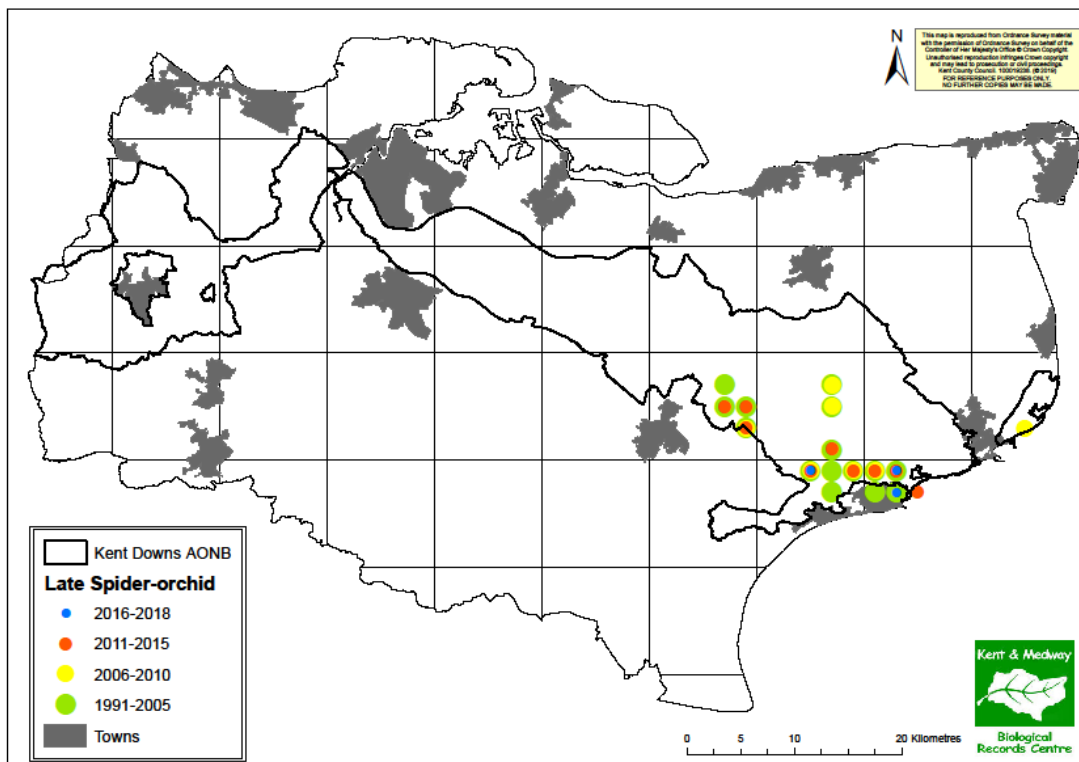 N
This map is reproduced from Ordnance Survey material
with the permission of Ordnance Survey on behalf of the
Controller of Her Majesty's Office © Crown Copyright.
Unauthorised reproduction infringes Crown copyright
and may lead to prosecution or civil proceedings.
Kent County Council. 100019238. (© 2019)
FOR REFERENCE PURPOSES ONLY.
NO FURTHER COPIES MAY BE MADE.
Kent Downs AONB
Late Spider-orchid
2016-2018
2011-2015
2006-2010
1991-2005
Towns
0 5 10 20 Kilometres
Kent & Medway
Biological
Records Centre